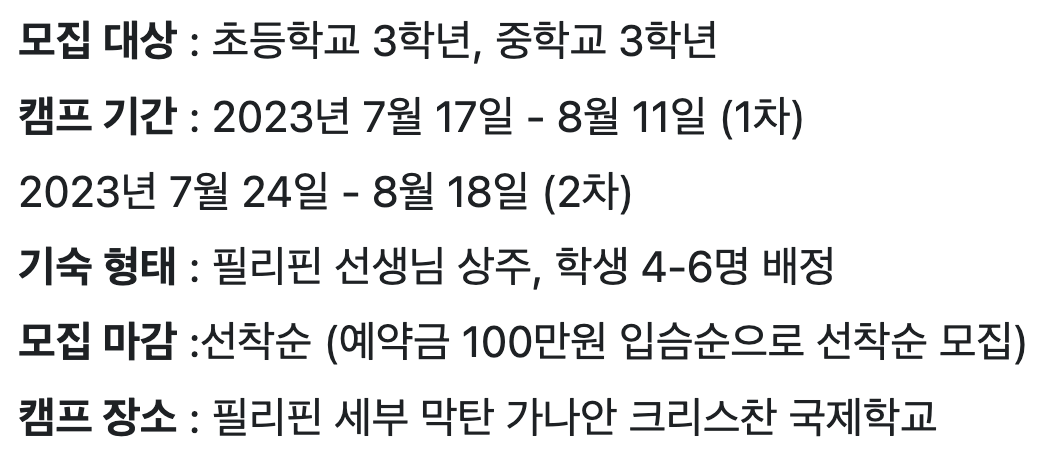 모집 대상 : 초등학교 3학년, 중학교 3학년
캠프 기간 : 2023년 7월 17일 - 8월 11일 (1차)
2023년 7월 24일 - 8월 18일 (2차)
기숙 형태 : 필리핀 선생님 상주, 학생 4-6명 배정
모집 마감 :선착순 (예약금 100만원 입슴순으로 선착순 모집)
캠프 장소 : 필리핀 세부 막탄 가나안 크리스찬 국제학교